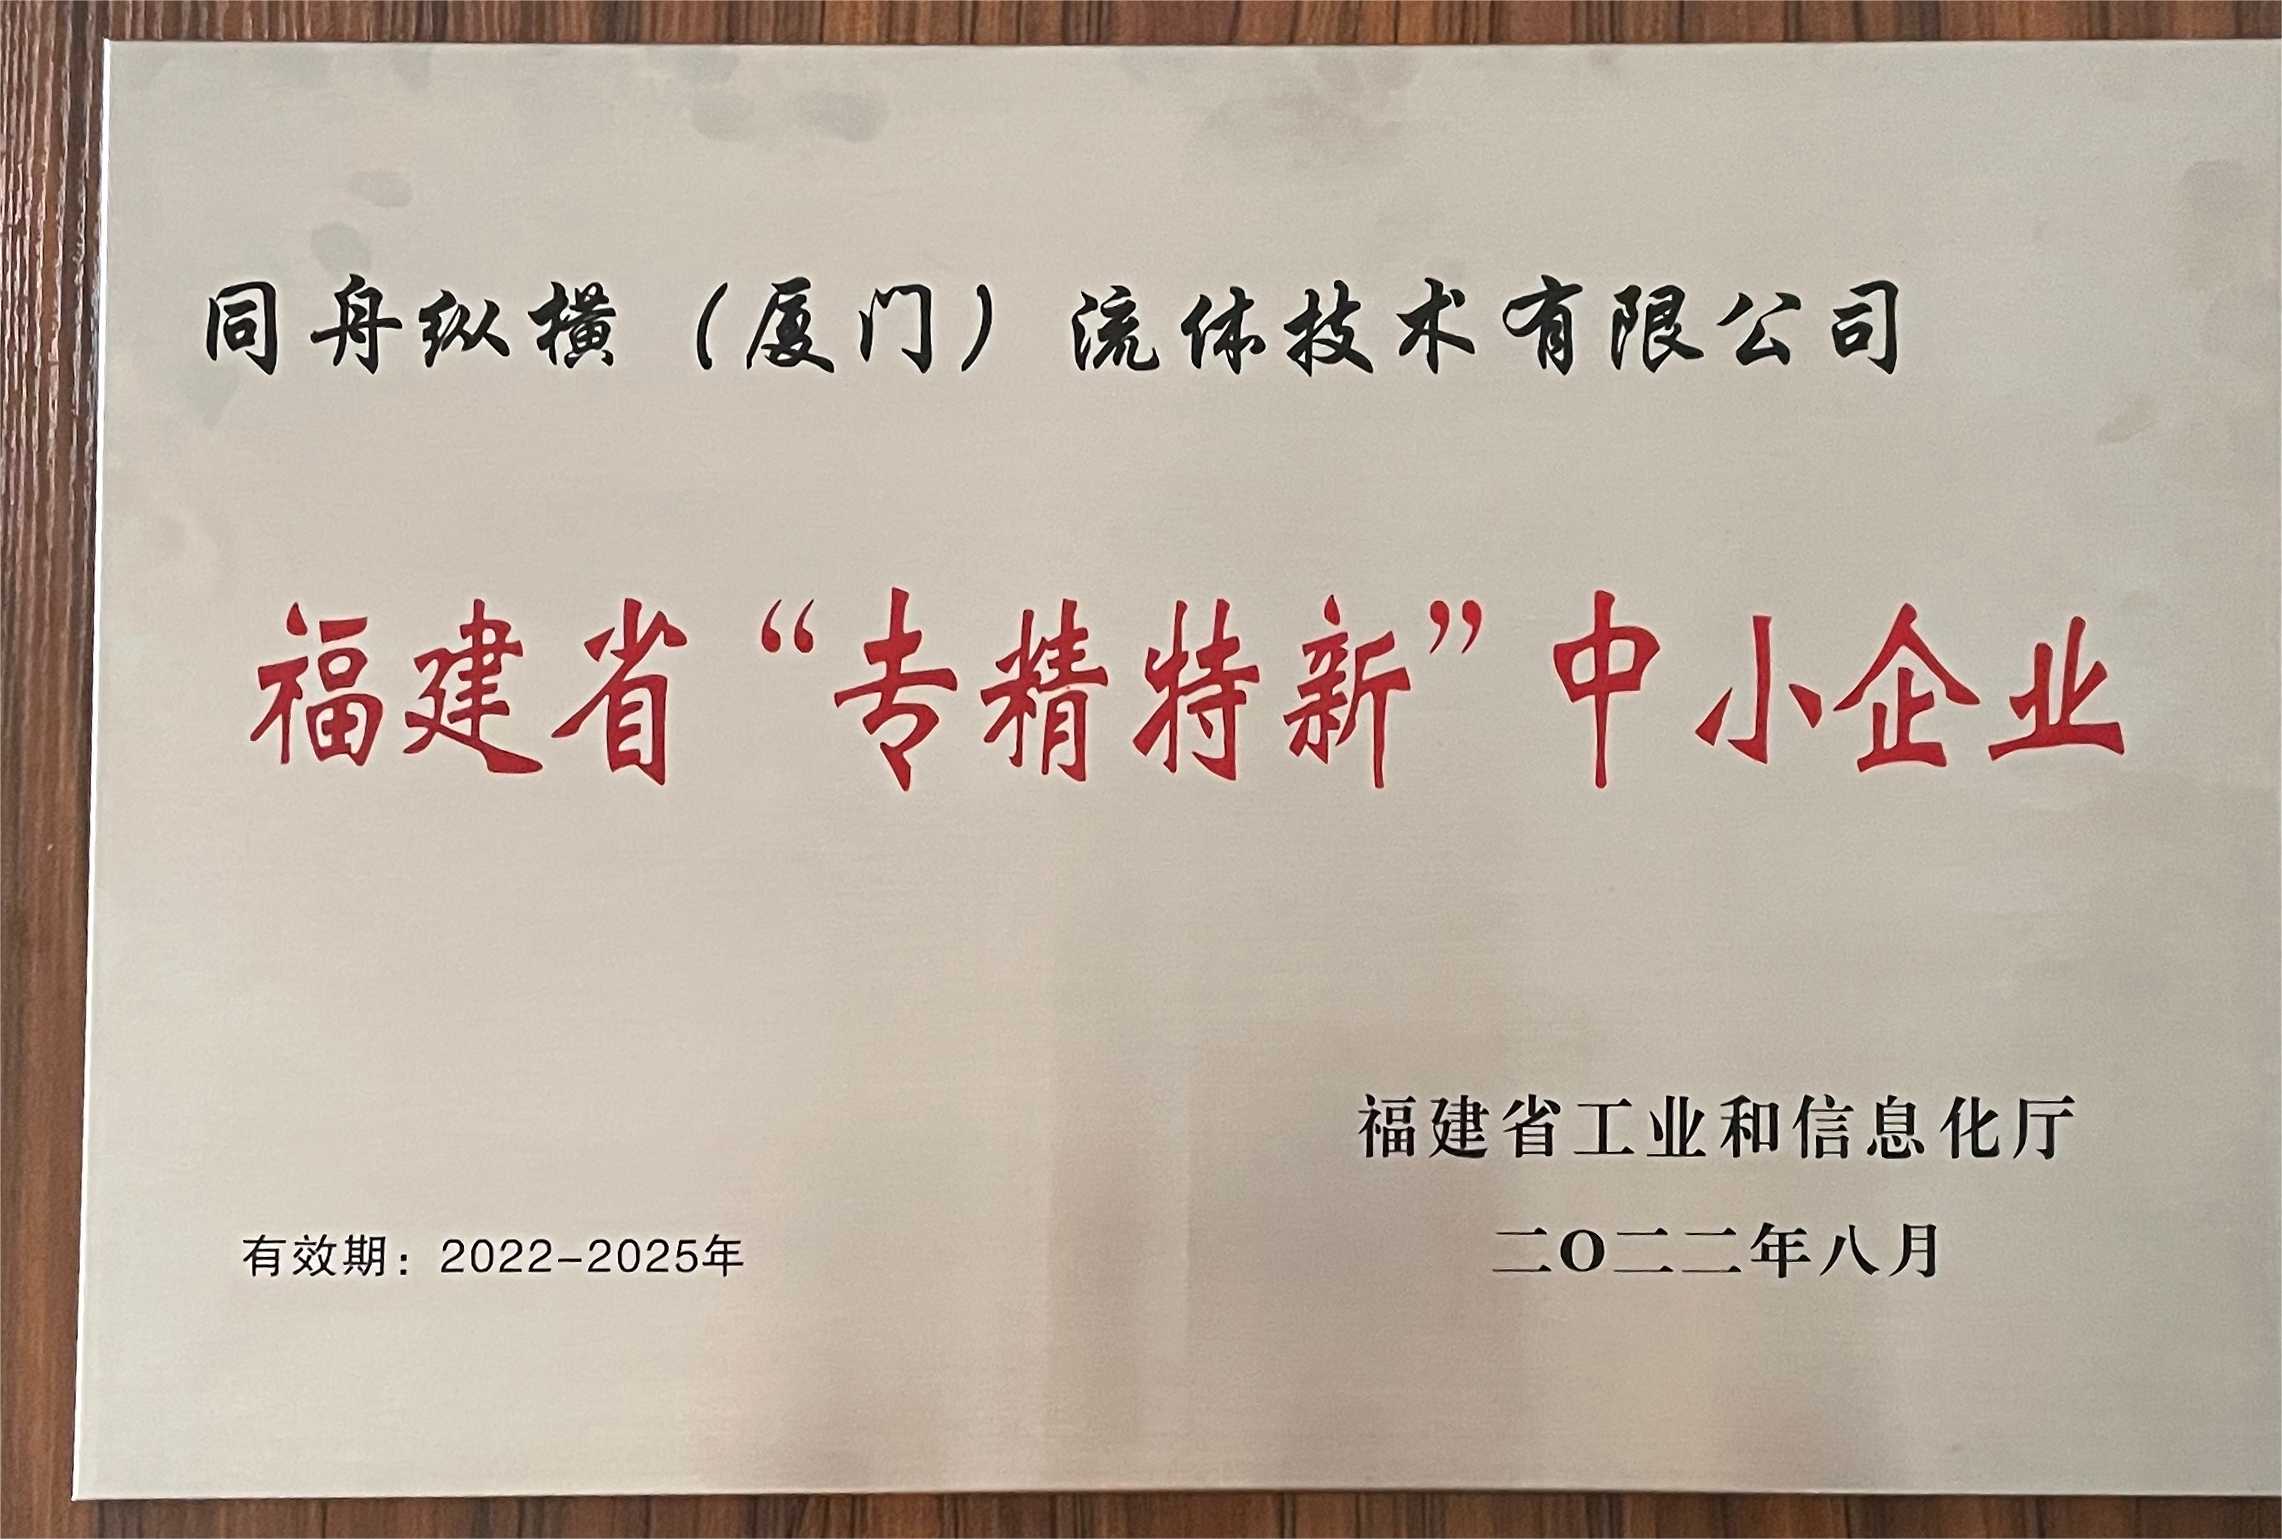 同舟纵横（厦门）流体技术有限公司
福建省“专精特新”中小企业
福建省工业和信息化厅
有效期：2022-2025年
二〇二二年八月